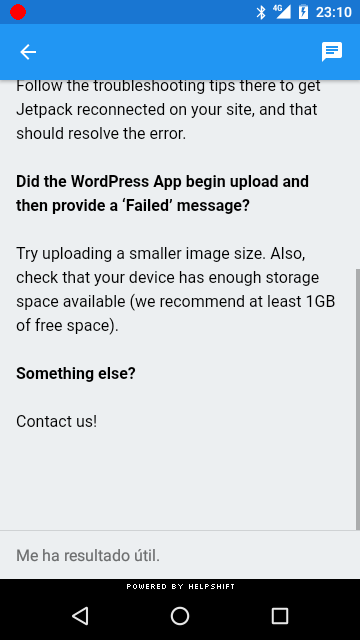 4G
23:10
Follow the troubleshooting tips there to get
Jetpack reconnected on your site, and that
should resolve the error.
Did the WordPress App begin upload and
then provide a ‘Failed’ message?
Try uploading a smaller image size. Also,
check that your device has enough storage
space available (we recommend at least 1GB
of free space).
Something else?
Contact us!
Me ha resultado útil.
POWERED BY HELPSHIFT